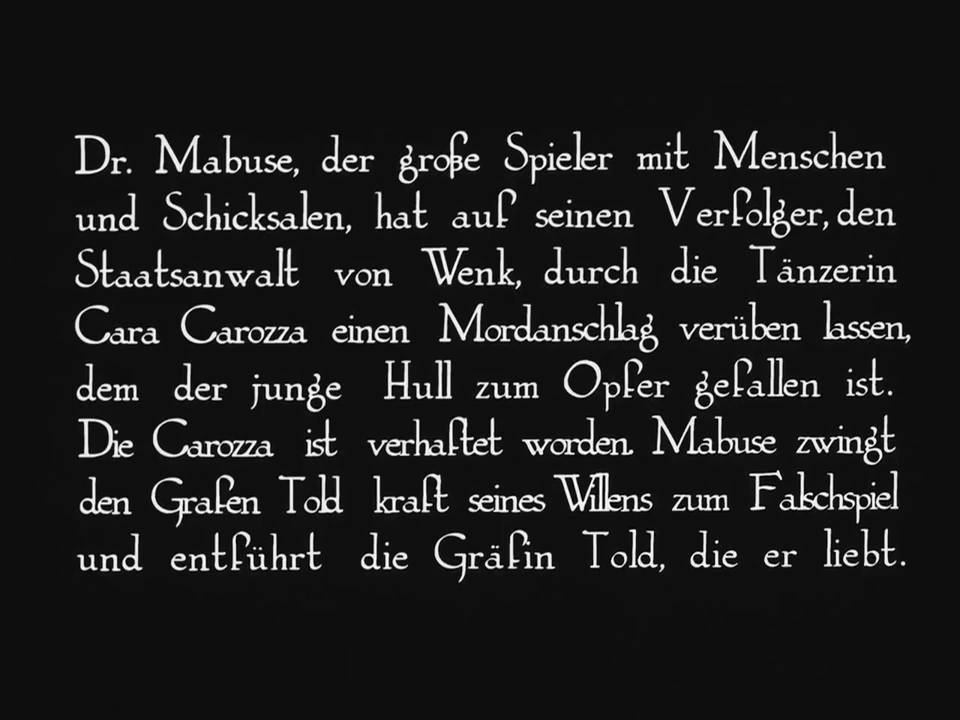 Dr. Mabuse, der große Spieler mit Menschen
und Schicksalen, hat auf seinen Verfolger, den
Staatsanwalt von Wenk, durch die Tänzerin
Cara Carozza einen Mordanschlag verüben lassen,
dem der junge Hull zum Opfer gefallen ist.
Die Carozza ist verhaftet worden. Mabuse zwingt
den Grafen Told kraft seines Willens zum Falschspiel
und entführt die Gräfin Told, die er liebt.